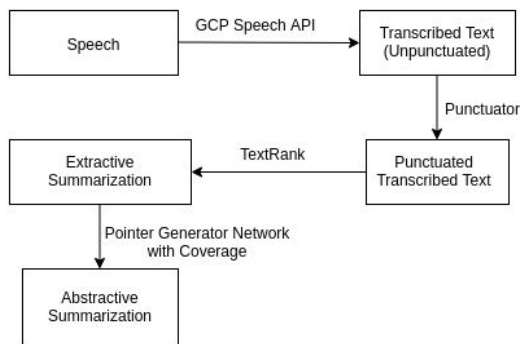 Speech
GCP Speech API
Transcribed Text
(Unpunctuated)
Punctuator
Punctuated
Transcribed Text
TextRank
Extractive
Summarization
Pointer Generator Network
with Coverage
Abstractive
Summarization